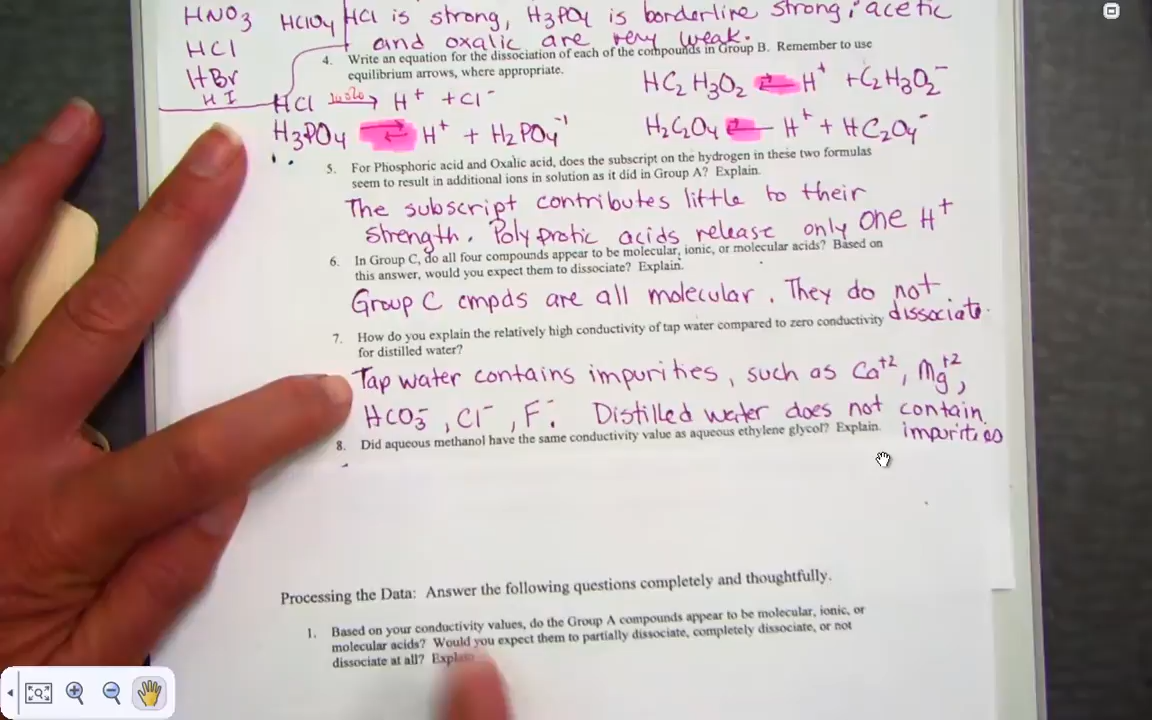 HNO3 HClO4 HCl is strong, H3PO4 is borderline strong, acetic
HCl and oxalic are very weak.
4. Write an equation for the dissociation of each of the compounds in Group B. Remember to use
HBr equilibrium arrows, where appropriate.
HI HCl 100% → H+ + Cl- HC2H3O2 ⇄ H+ + C2H3O2-
H3PO4 ⇄ H+ + H2PO4-1 H2C2O4 ⇄ H+ + HC2O4-
5. For Phosphoric acid and Oxalic acid, does the subscript on the hydrogen in these two formulas
seem to result in additional ions in solution as it did in Group A? Explain.
The subscript contributes little to their
strength. Polyprotic acids release only one H+
6. In Group C, do all four compounds appear to be molecular, ionic, or molecular acids? Based on
this answer, would you expect them to dissociate? Explain.
Group C cmpds are all molecular. They do not
dissociate.
7. How do you explain the relatively high conductivity of tap water compared to zero conductivity
for distilled water?
Tap water contains impurities, such as Ca+2, Mg+2,
HCO3-, Cl-, F-. Distilled water does not contain
impurities
8. Did aqueous methanol have the same conductivity value as aqueous ethylene glycol? Explain.
Processing the Data: Answer the following questions completely and thoughtfully.
1. Based on your conductivity values, do the Group A compounds appear to be molecular, ionic, or
molecular acids? Would you expect them to partially dissociate, completely dissociate, or not
dissociate at all? Explain